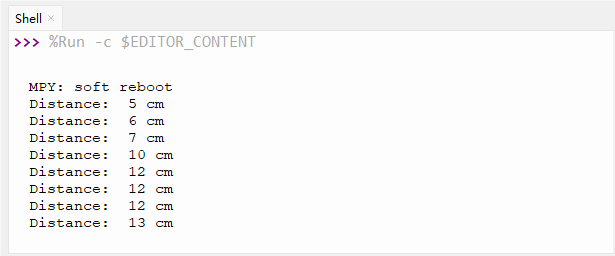 Shell ×
>>> %Run -c $EDITOR_CONTENT
MPY: soft reboot
Distance:  5 cm
Distance:  6 cm
Distance:  7 cm
Distance:  10 cm
Distance:  12 cm
Distance:  12 cm
Distance:  12 cm
Distance:  13 cm